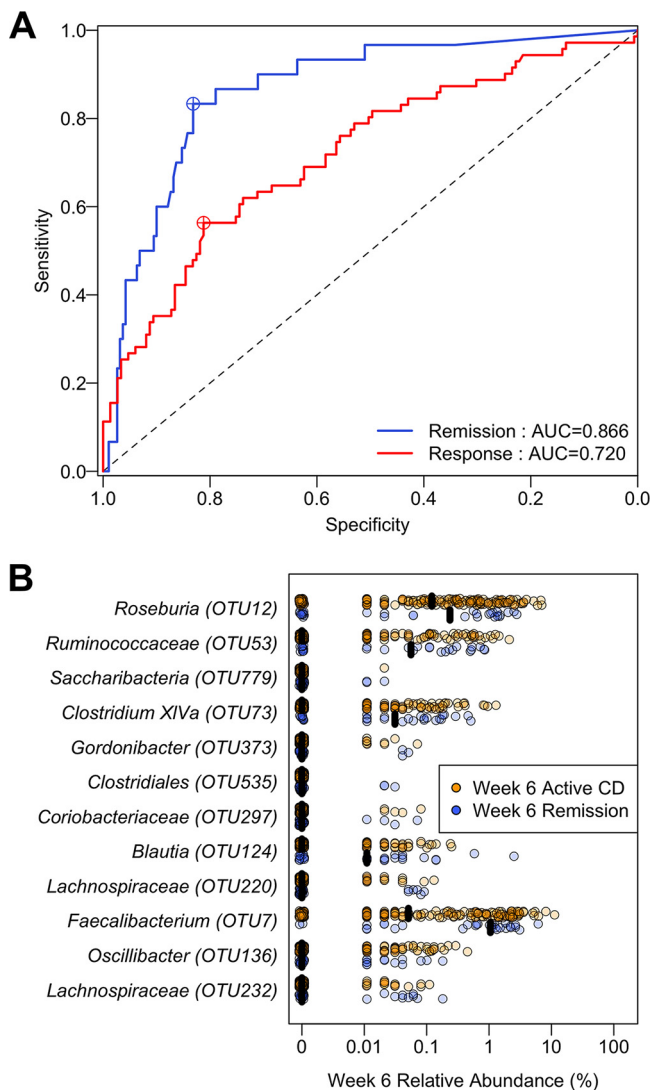 A
1.0
0.8
0.6
0.4
0.2
0.0
Sensitivity
Remission : AUC=0.866
Response : AUC=0.720
1.0 0.8 0.6 0.4 0.2 0.0
Specificity
B
Roseburia (OTU12)
Ruminococcaceae (OTU53)
Saccharibacteria (OTU779)
Clostridium XlVa (OTU73)
Gordonibacter (OTU373)
Clostridiales (OTU535)
Coriobacteriaceae (OTU297)
Blautia (OTU124)
Lachnospiraceae (OTU220)
Faecalibacterium (OTU7)
Oscillibacter (OTU136)
Lachnospiraceae (OTU232)
Week 6 Active CD
Week 6 Remission
0 0.01 0.1 1 10 100
Week 6 Relative Abundance (%)